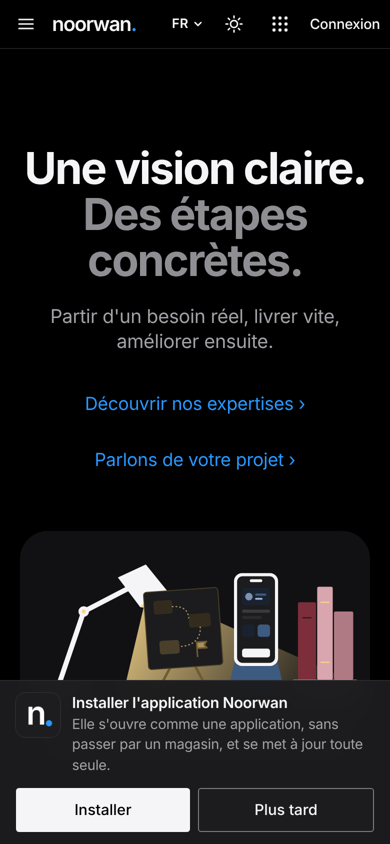 noorwan.
FR
Connexion
Une vision claire.
Des étapes
concrètes.
Partir d'un besoin réel, livrer vite,
améliorer ensuite.
Découvrir nos expertises ›
Parlons de votre projet ›
n.
Installer l'application Noorwan
Elle s'ouvre comme une application, sans
passer par un magasin, et se met à jour toute
seule.
Installer
Plus tard